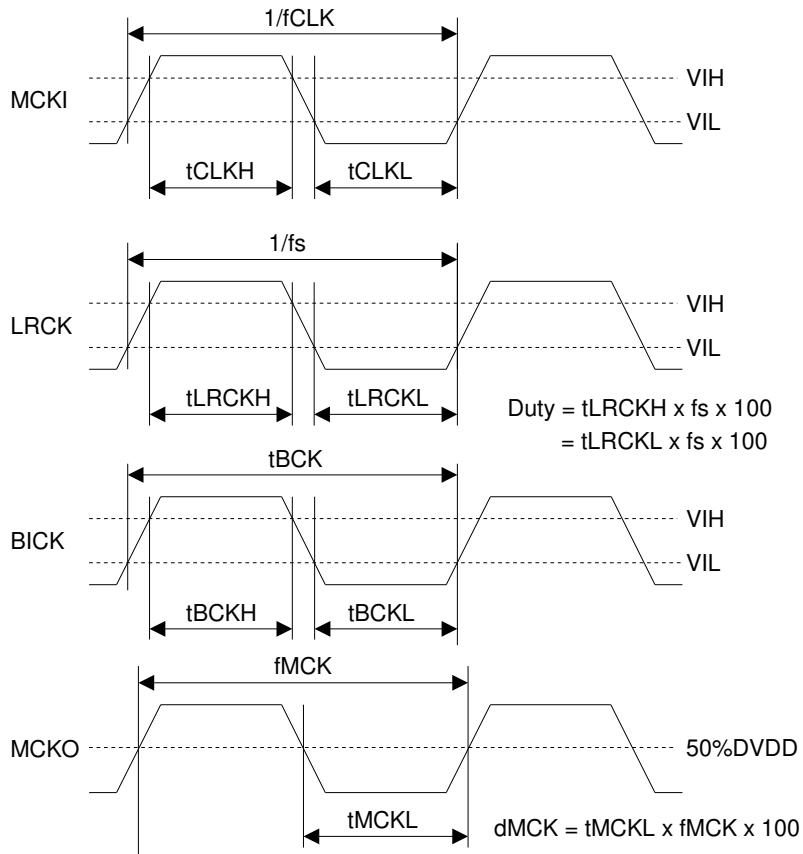 1/fCLK
MCKI
VIH
VIL
tCLKH
tCLKL
1/fs
LRCK
VIH
VIL
tLRCKH
tLRCKL
Duty = tLRCKH x fs x 100
= tLRCKL x fs x 100
tBCK
BICK
VIH
VIL
tBCKH
tBCKL
fMCK
MCKO
50%DVDD
tMCKL
dMCK = tMCKL x fMCK x 100